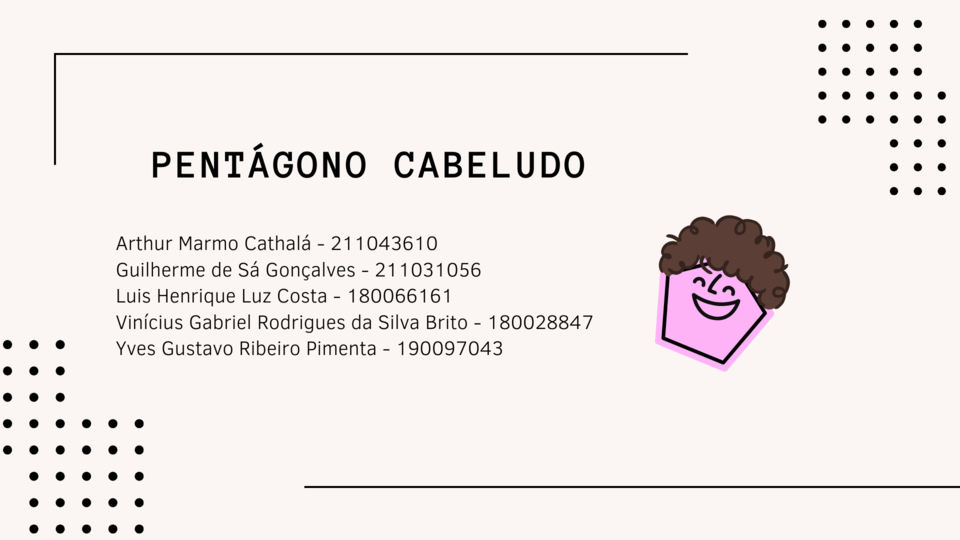 PENTÁGONO CABELUDO
Arthur Marmo Cathalá - 211043610
Guilherme de Sá Gonçalves - 211031056
Luis Henrique Luz Costa - 180066161
Vinícius Gabriel Rodrigues da Silva Brito - 180028847
Yves Gustavo Ribeiro Pimenta - 190097043